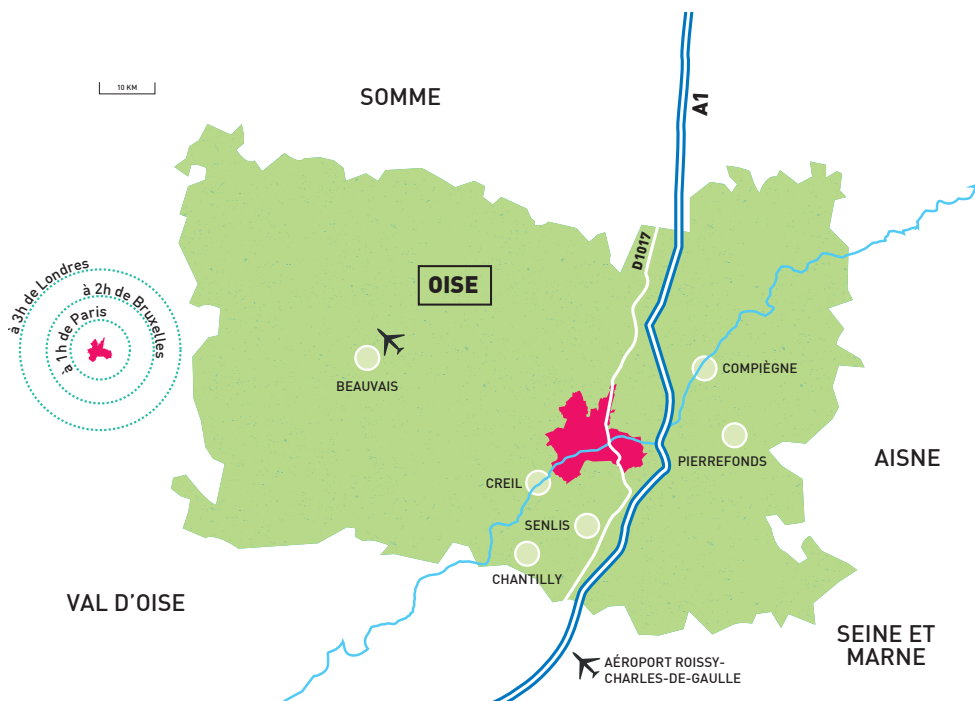 10 KM
SOMME
A1
D1017
OISE
à 3h de Londres
à 2h de Bruxelles
à 1h de Paris
BEAUVAIS
COMPIÈGNE
PIERREFONDS
AISNE
CREIL
SENLIS
CHANTILLY
VAL D'OISE
SEINE ET
MARNE
AÉROPORT ROISSY-
CHARLES-DE-GAULLE